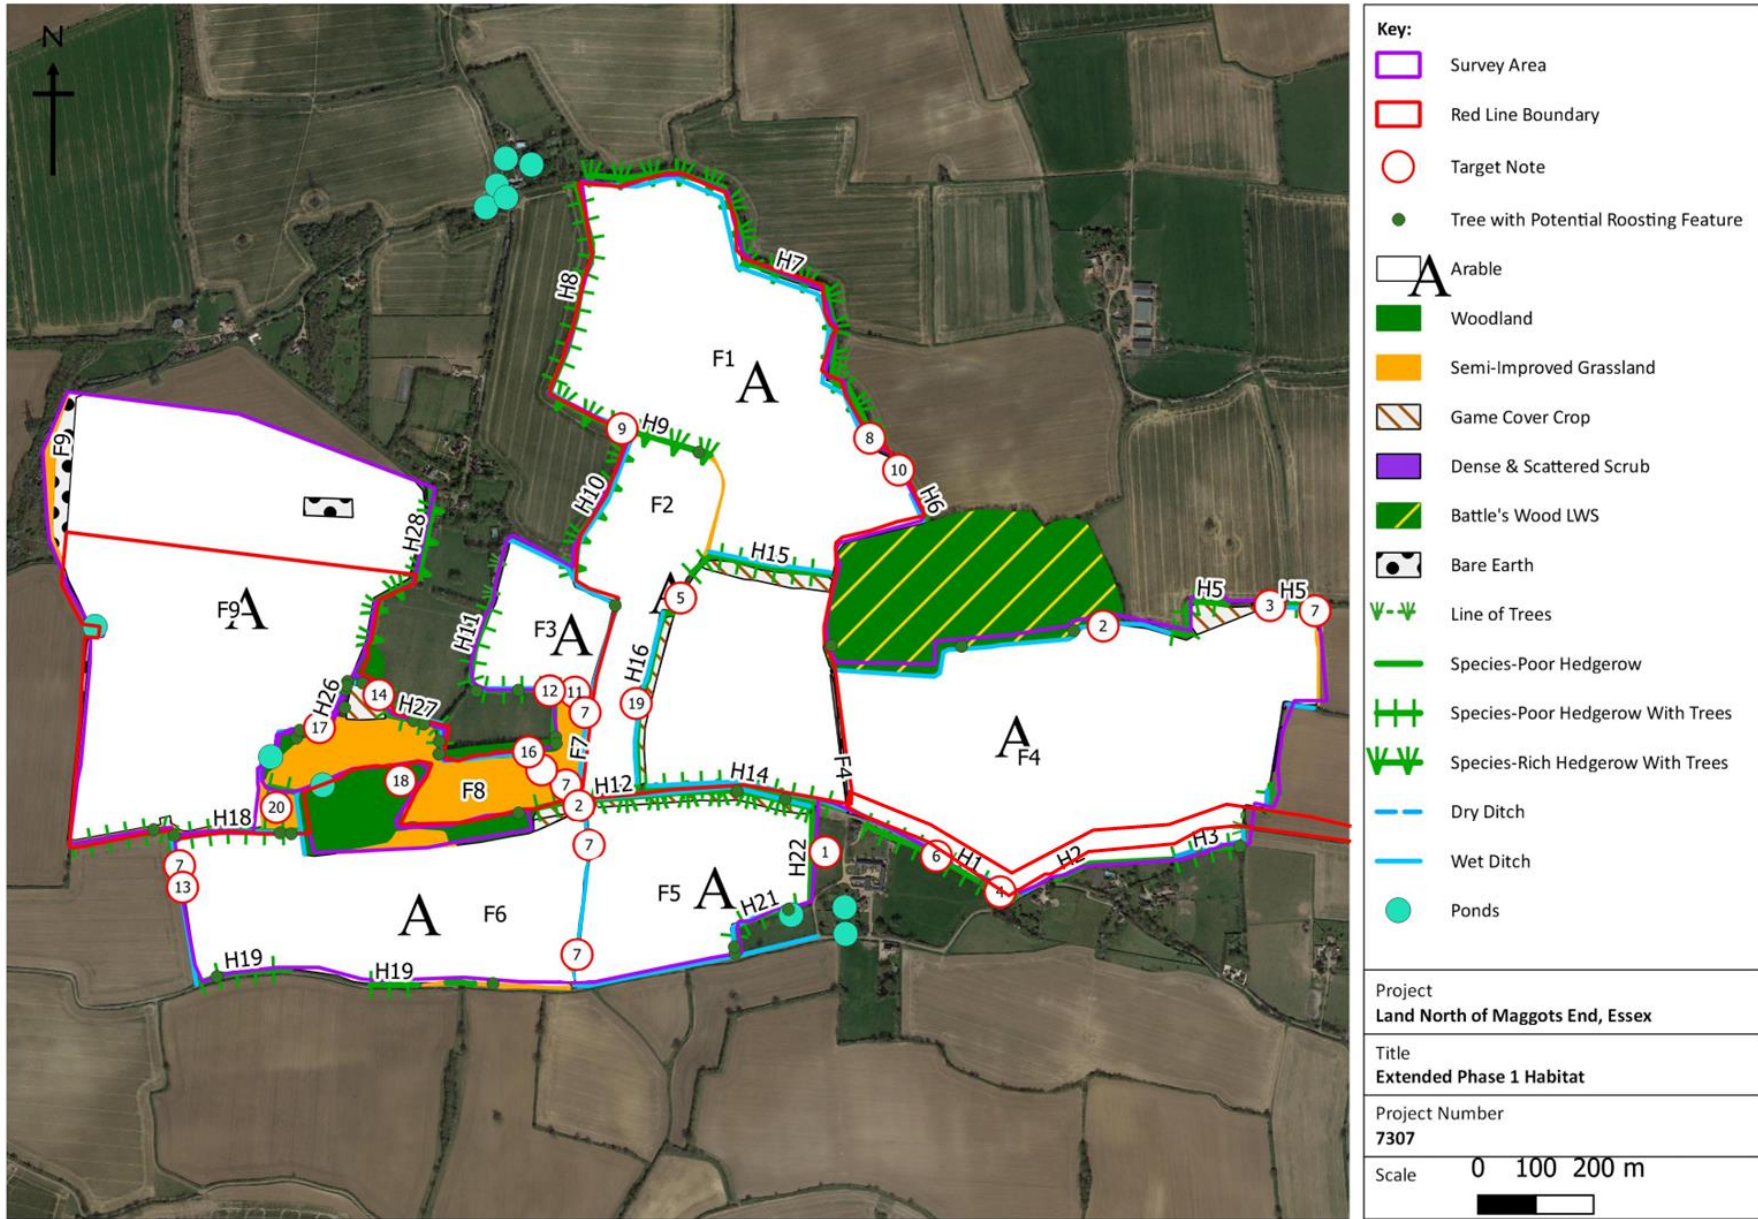 N
H7
H8
F1
A
9
H9
8
10
H6
H10
F2
F9
H28
H15
A
5
H5
3
H5
7
2
F9
A
F3
A
H11
H16
12
11
7
19
14
H27
H26
17
F7
16
A
F4
F4
18
F8
7
H14
H12
2
20
H18
7
1
H22
6
H1
H2
H3
4
7
13
A
F6
F5
A
H21
7
H19
H19
Key:
Survey Area
Red Line Boundary
Target Note
Tree with Potential Roosting Feature
A Arable
Woodland
Semi-Improved Grassland
Game Cover Crop
Dense & Scattered Scrub
Battle's Wood LWS
Bare Earth
Line of Trees
Species-Poor Hedgerow
Species-Poor Hedgerow With Trees
Species-Rich Hedgerow With Trees
Dry Ditch
Wet Ditch
Ponds
Project
Land North of Maggots End, Essex
Title
Extended Phase 1 Habitat
Project Number
7307
Scale 0 100 200 m